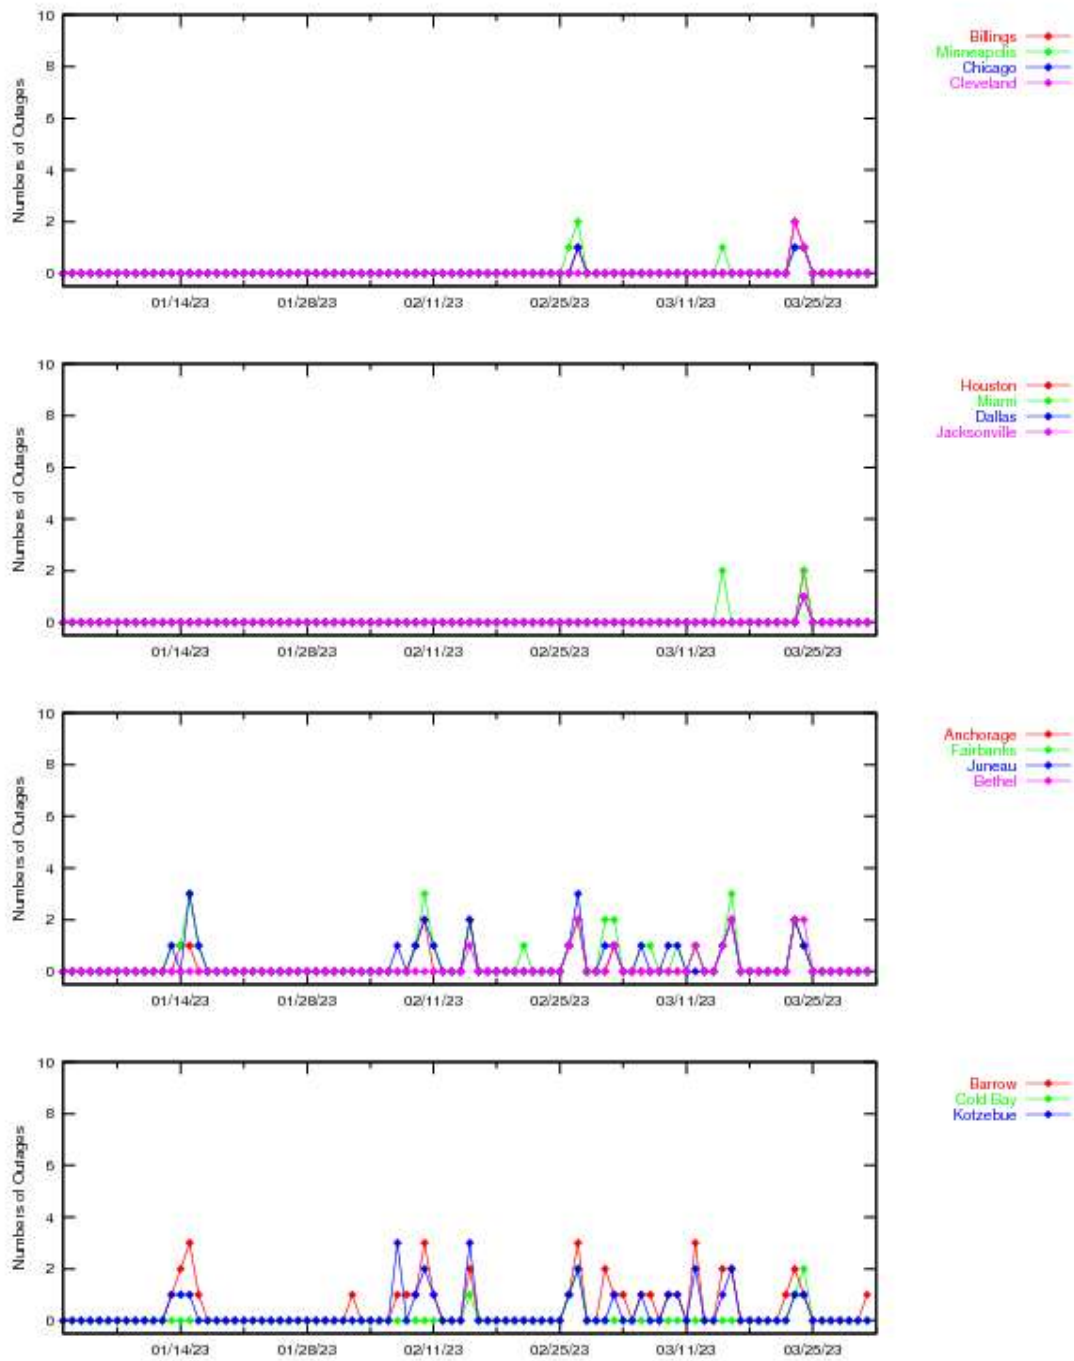 10
8
6
4
2
0
Numbers of Outages
01/14/23 01/28/23 02/11/23 02/25/23 03/11/23 03/25/23
Billings
Minneapolis
Chicago
Cleveland
10
8
6
4
2
0
Numbers of Outages
01/14/23 01/28/23 02/11/23 02/25/23 03/11/23 03/25/23
Houston
Miami
Dallas
Jacksonville
10
8
6
4
2
0
Numbers of Outages
01/14/23 01/28/23 02/11/23 02/25/23 03/11/23 03/25/23
Anchorage
Fairbanks
Juneau
Bethel
10
8
6
4
2
0
Numbers of Outages
01/14/23 01/28/23 02/11/23 02/25/23 03/11/23 03/25/23
Barrow
Cold Bay
Kotzebue